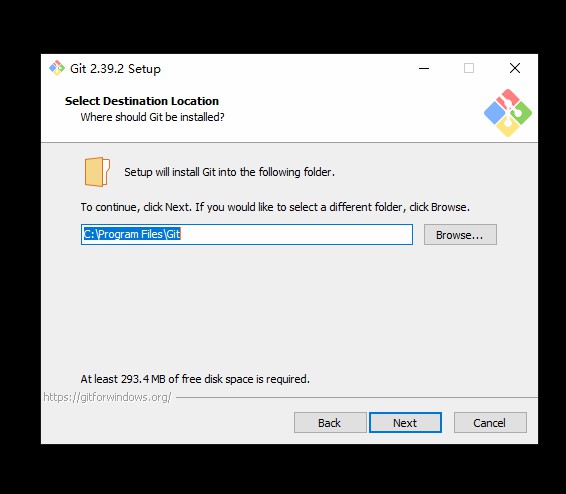 Git 2.39.2 Setup
Select Destination Location
Where should Git be installed?
Setup will install Git into the following folder.
To continue, click Next. If you would like to select a different folder, click Browse.
C:\Program Files\Git
Browse...
At least 293.4 MB of free disk space is required.
https://gitforwindows.org/
Back
Next
Cancel